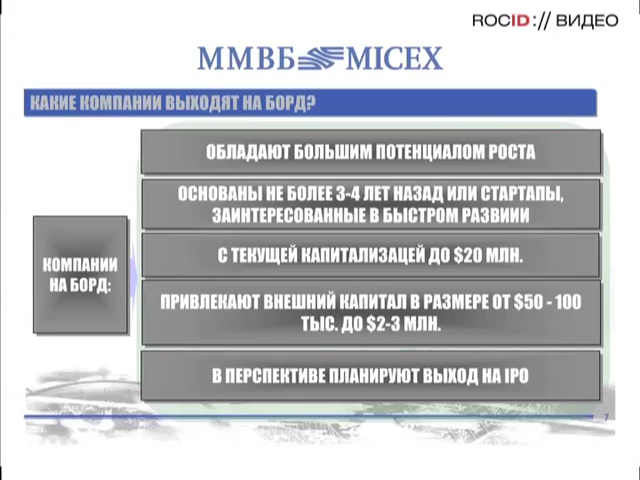 ROCID:// ВИДЕО
ММВБ MICEX
КАКИЕ КОМПАНИИ ВЫХОДЯТ НА БОРД?
ОБЛАДАЮТ БОЛЬШИМ ПОТЕНЦИАЛОМ РОСТА
ОСНОВАНЫ НЕ БОЛЕЕ 3-4 ЛЕТ НАЗАД ИЛИ СТАРТАПЫ,
ЗАИНТЕРЕСОВАННЫЕ В БЫСТРОМ РАЗВИИИ
КОМПАНИИ
НА БОРД:
С ТЕКУЩЕЙ КАПИТАЛИЗАЦЕЙ ДО $20 МЛН.
ПРИВЛЕКАЮТ ВНЕШНИЙ КАПИТАЛ В РАЗМЕРЕ ОТ $50 - 100
ТЫС. ДО $2-3 МЛН.
В ПЕРСПЕКТИВЕ ПЛАНИРУЮТ ВЫХОД НА IPO
7